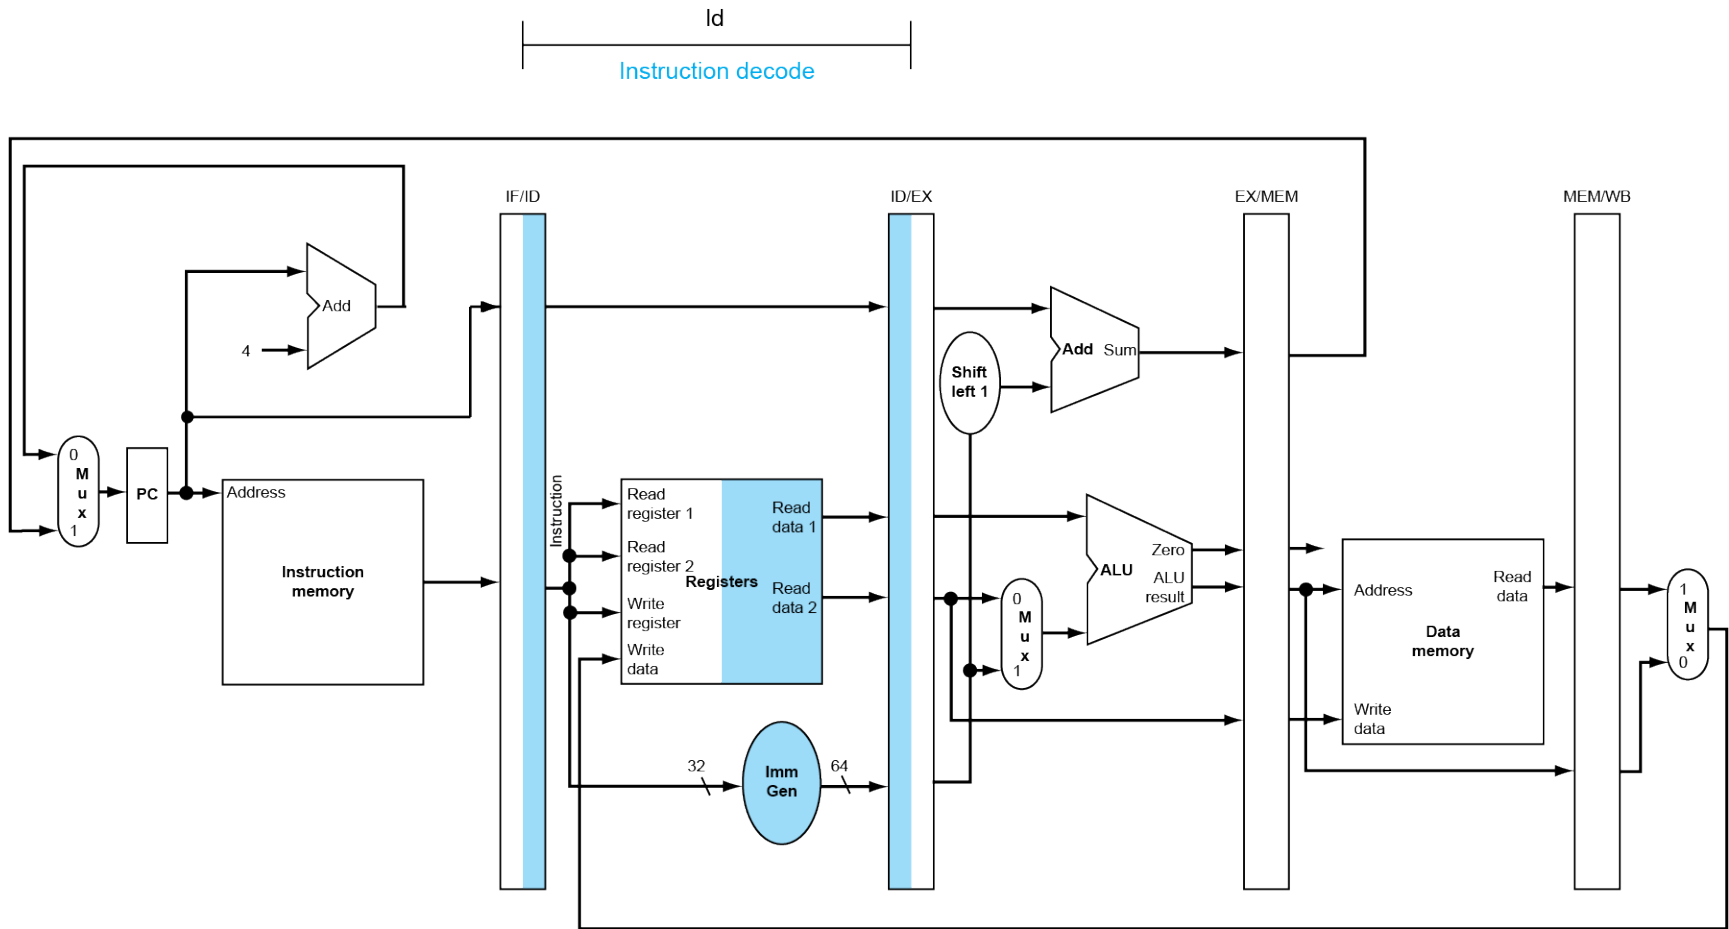 ld
Instruction decode
IF/ID
ID/EX
EX/MEM
MEM/WB
Add
4
Add Sum
Shift
left 1
0
M
u
x
1
PC
Address
Instruction
memory
Instruction
Read
register 1
Read
register 2
Write
register
Write
data
Registers
Read
data 1
Read
data 2
32
Imm
Gen
64
0
M
u
x
1
Zero
ALU
ALU
result
Address
Read
data
Data
memory
Write
data
1
M
u
x
0